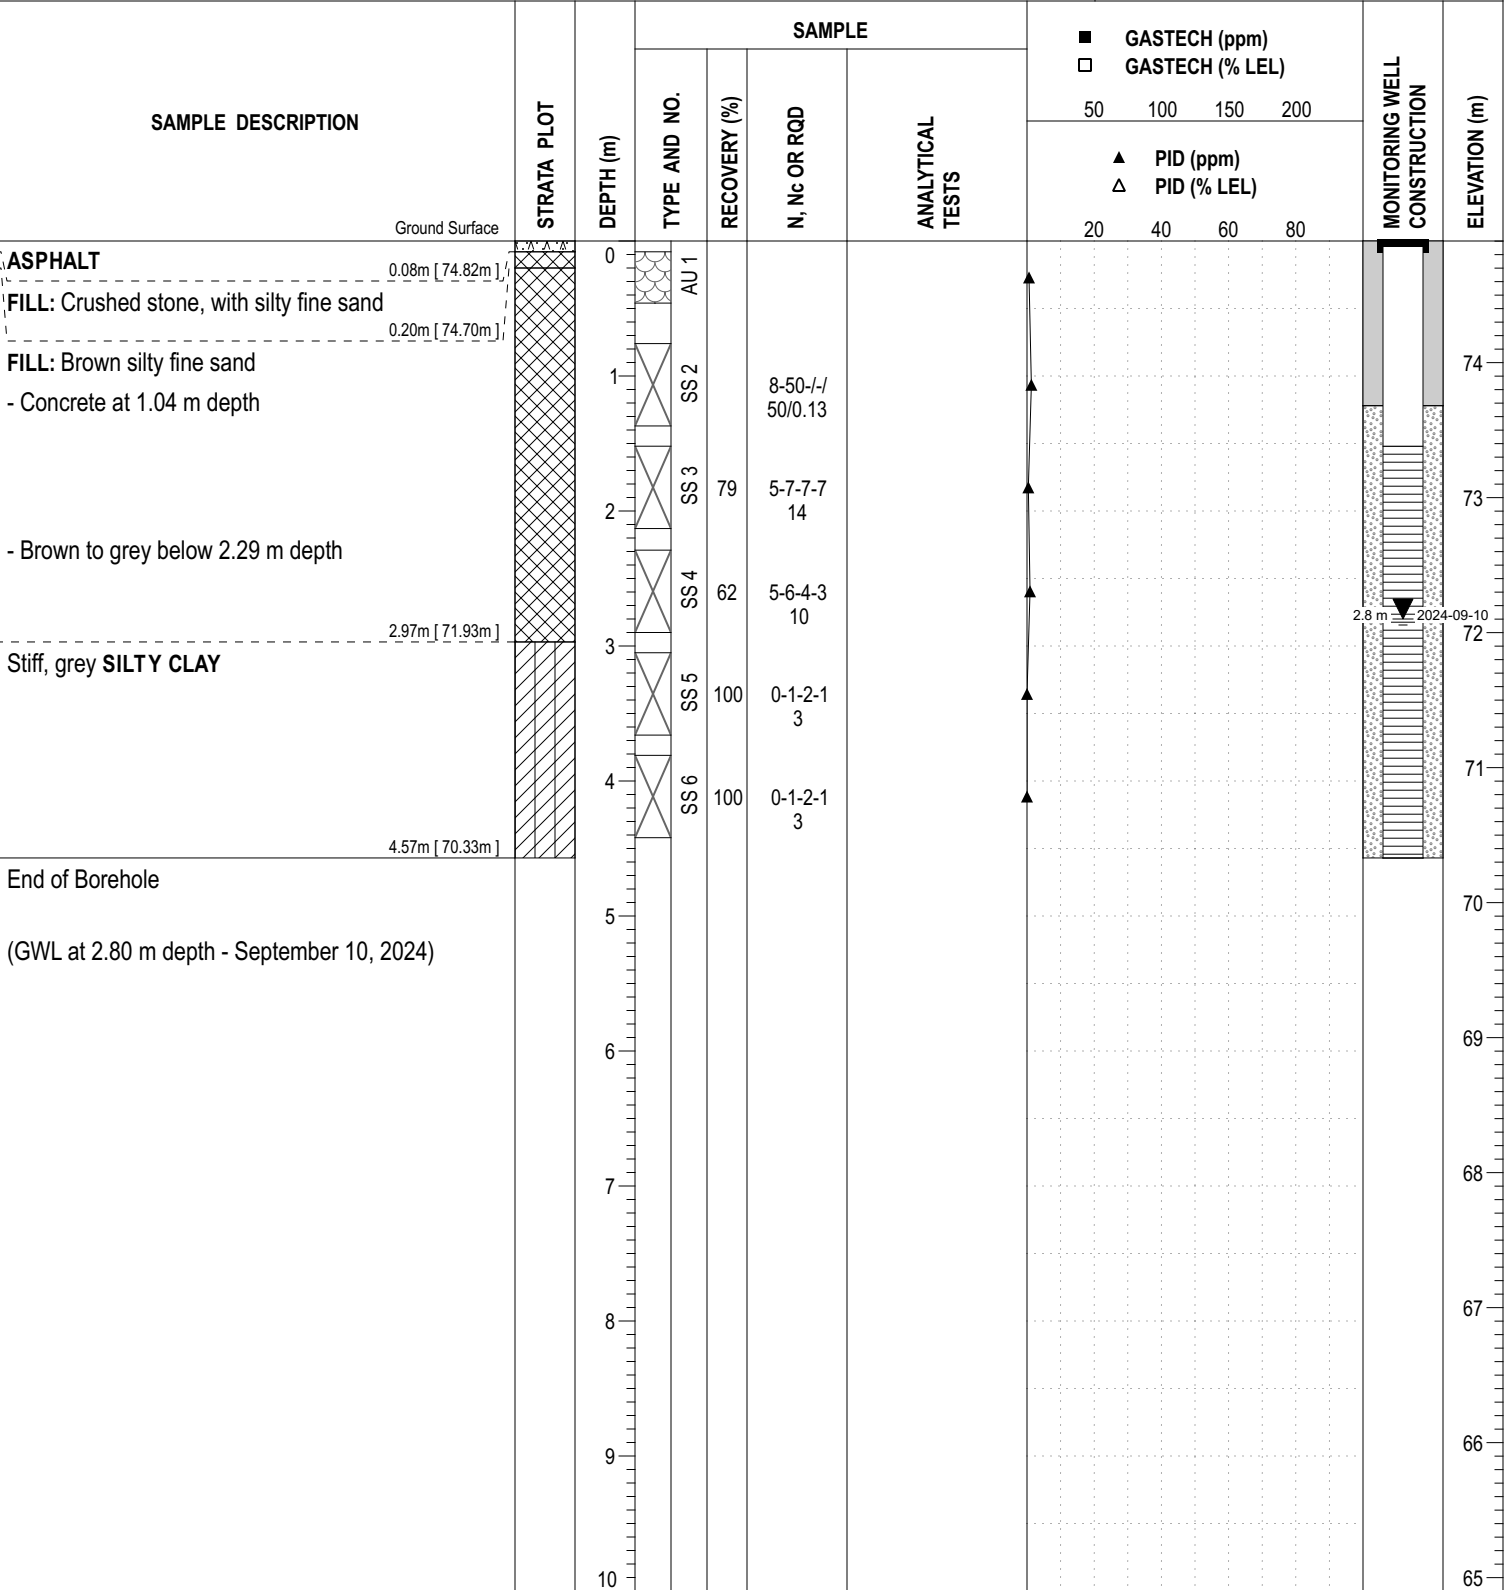 SAMPLE DESCRIPTION
Ground Surface
STRATA PLOT
DEPTH (m)
SAMPLE
TYPE AND NO.
RECOVERY (%)
N, Nc OR RQD
ANALYTICAL
TESTS
■ GASTECH (ppm)
□ GASTECH (% LEL)
50 100 150 200
▲ PID (ppm)
△ PID (% LEL)
20 40 60 80
MONITORING WELL
CONSTRUCTION
ELEVATION (m)
ASPHALT
0.08m [ 74.82m ]
FILL: Crushed stone, with silty fine sand
0.20m [ 74.70m ]
FILL: Brown silty fine sand
- Concrete at 1.04 m depth
- Brown to grey below 2.29 m depth
2.97m [ 71.93m ]
Stiff, grey SILTY CLAY
4.57m [ 70.33m ]
End of Borehole
(GWL at 2.80 m depth - September 10, 2024)
0
1
2
3
4
5
6
7
8
9
10
AU 1
SS 2
8-50-/-/
50/0.13
SS 3
79
5-7-7-7
14
SS 4
62
5-6-4-3
10
SS 5
100
0-1-2-1
3
SS 6
100
0-1-2-1
3
2.8 m
2024-09-10
74
73
72
71
70
69
68
67
66
65